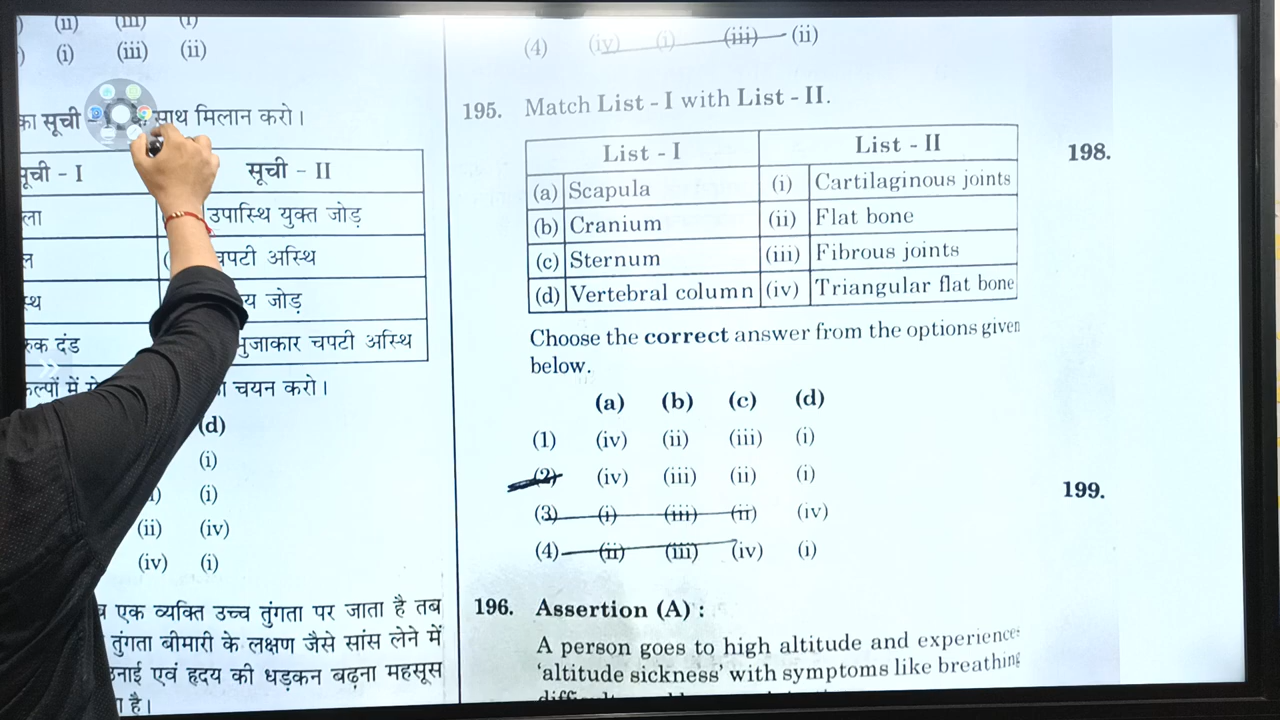 (ii) (iii) (i)
(i) (iii) (ii)
का सूची साथ मिलान करो।
सूची - I सूची - II
उपास्थि युक्त जोड़
चपटी अस्थि
जोड़
दंड भुजाकार चपटी अस्थि
चयन करो।
(d)
(i)
(i)
(ii) (iv)
(iv) (i)
एक व्यक्ति उच्च तुंगता पर जाता है तब
तुंगता बीमारी के लक्षण जैसे सांस लेने में
एवं हृदय की धड़कन बढ़ना महसूस
है।
(4) (iv) (i) (iii) (ii)
195. Match List - I with List - II.
List - I List - II
(a) Scapula (i) Cartilaginous joints
(b) Cranium (ii) Flat bone
(c) Sternum (iii) Fibrous joints
(d) Vertebral column (iv) Triangular flat bone
Choose the correct answer from the options given
below.
(a) (b) (c) (d)
(1) (iv) (ii) (iii) (i)
(2) (iv) (iii) (ii) (i)
(3) (i) (iii) (ii) (iv)
(4) (ii) (iii) (iv) (i)
196. Assertion (A) :
A person goes to high altitude and experience
'altitude sickness' with symptoms like breathing
198.
199.